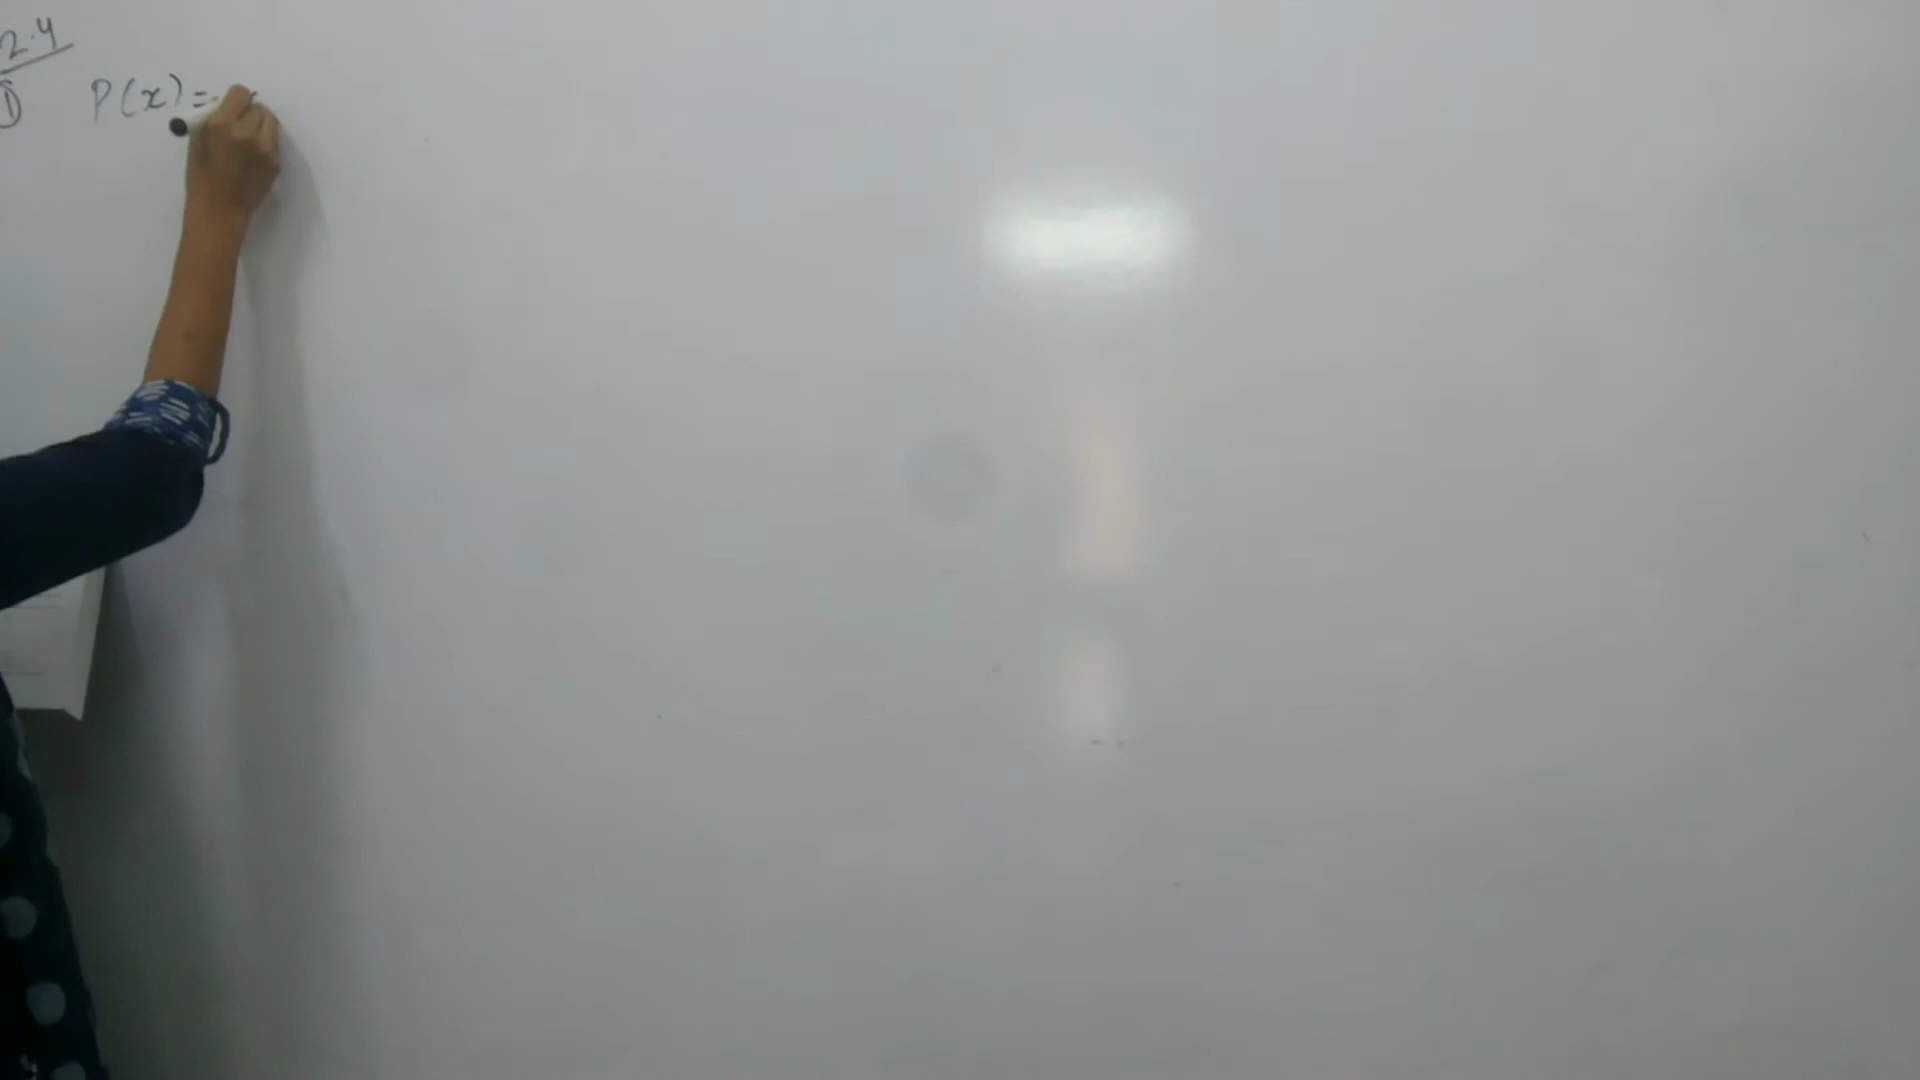 2.4
① P(x) =